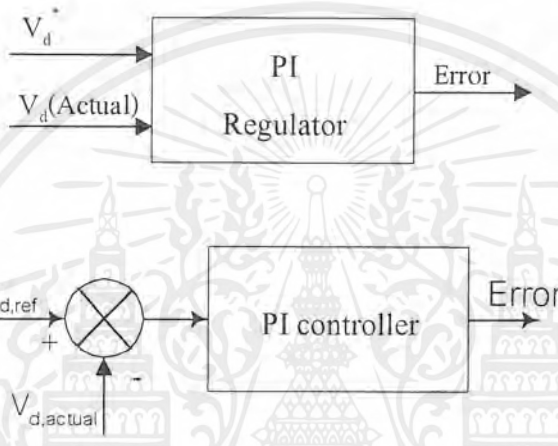 V_d^*
PI
Error
V_d(Actual)
Regulator
d,ref
Error
+
PI controller
-
V_d,actual